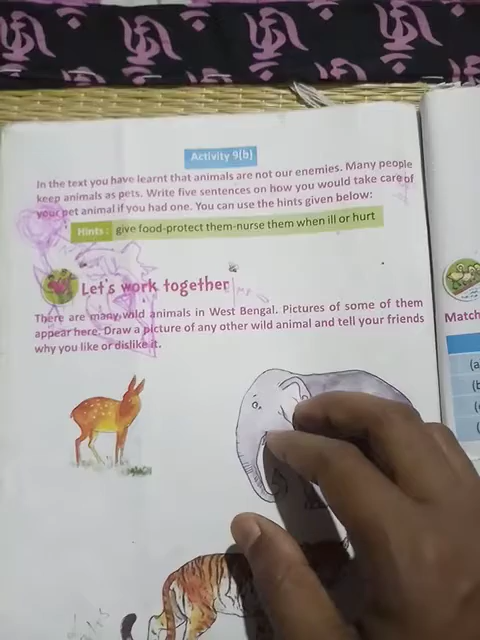 Activity 9(b)
In the text you have learnt that animals are not our enemies. Many people
keep animals as pets. Write five sentences on how you would take care of
your pet animal if you had one. You can use the hints given below:
Hints : give food-protect them-nurse them when ill or hurt
Let's work together
There are many wild animals in West Bengal. Pictures of some of them
appear here. Draw a picture of any other wild animal and tell your friends
why you like or dislike it.
Match
(a
(b
(c
(